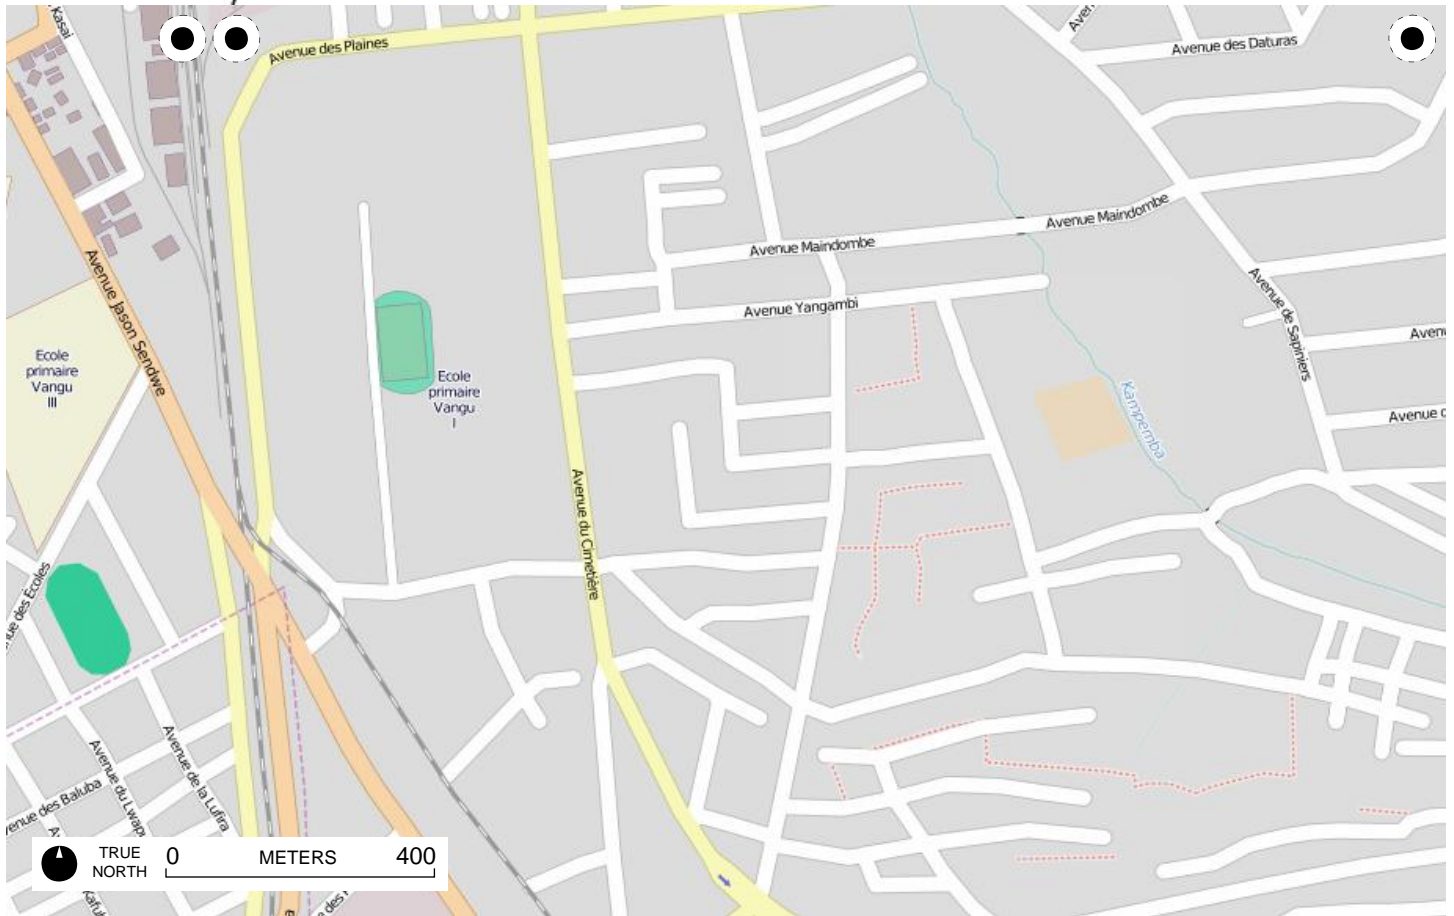 Kasai
Avenue des Plaines
Avenue des Daturas
Avenue Maindombe
Avenue Maindombe
Avenue Jason Sendwe
Avenue Yangambi
Avenue de Sapiniers
Ecole
primaire
Vangu
III
Ecole
primaire
Vangu
I
Kampemba
Avenue du Cimetière
Écoles
Avenue de la Lufira
Avenue du
des Baluba
TRUE
NORTH
0 METERS 400